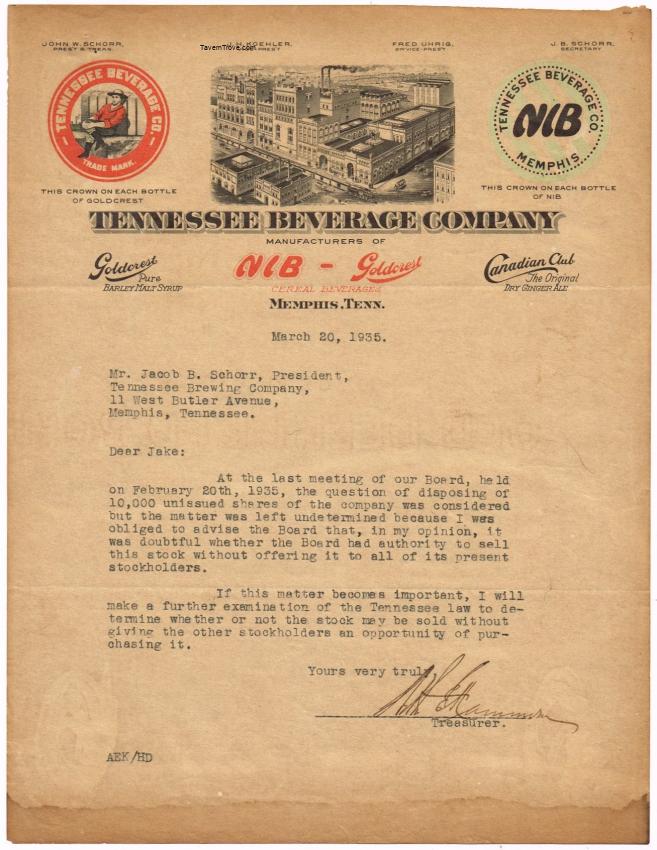 TavernTrove.com
JOHN W. SCHORR,
PREST & TREAS.
KOEHLER,
PREST
FRED UHRIG,
J. B. SCHORR,
SECRETARY
TENNESSEE BEVERAGE CO.
TRADE MARK.
THIS CROWN ON EACH BOTTLE
OF GOLDCREST
TENNESSEE BEVERAGE CO.
NIB
MEMPHIS
THIS CROWN ON EACH BOTTLE
OF NIB
TENNESSEE BEVERAGE COMPANY
MANUFACTURERS OF
Goldcrest
Pure
BARLEY MALT SYRUP
NIB - Goldcrest
CEREAL BEVERAGES
MEMPHIS, TENN.
Canadian Club
The Original
DRY GINGER ALE
March 20, 1935.
Mr. Jacob B. Schorr, President,
Tennessee Brewing Company,
11 West Butler Avenue,
Memphis, Tennessee.
Dear Jake:
At the last meeting of our Board, held
on February 20th, 1935, the question of disposing of
10,000 unissued shares of the company was considered
but the matter was left undetermined because I was
obliged to advise the Board that, in my opinion, it
was doubtful whether the Board had authority to sell
this stock without offering it to all of its present
stockholders.
If this matter becomes important, I will
make a further examination of the Tennessee law to de-
termine whether or not the stock may be sold without
giving the other stockholders an opportunity of pur-
chasing it.
Yours very truly,
Treasurer.
AEK/HD